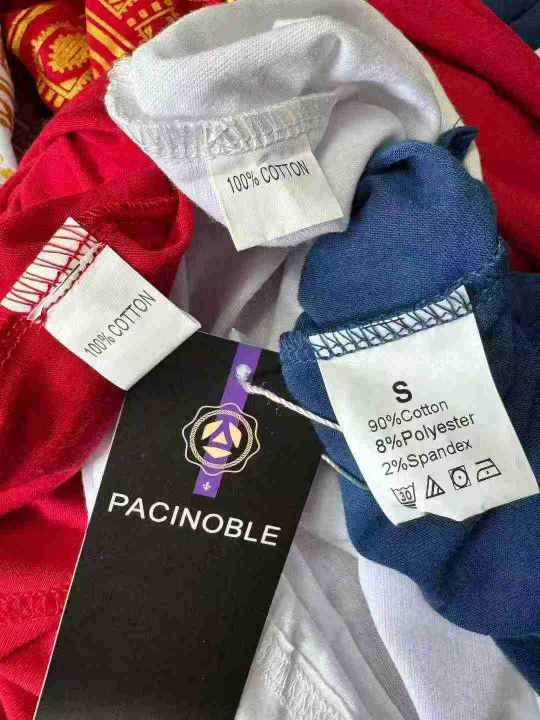 100% COTTON
100% COTTON
S
90%Cotton
8%Polyester
2%Spandex
30
PACINOBLE